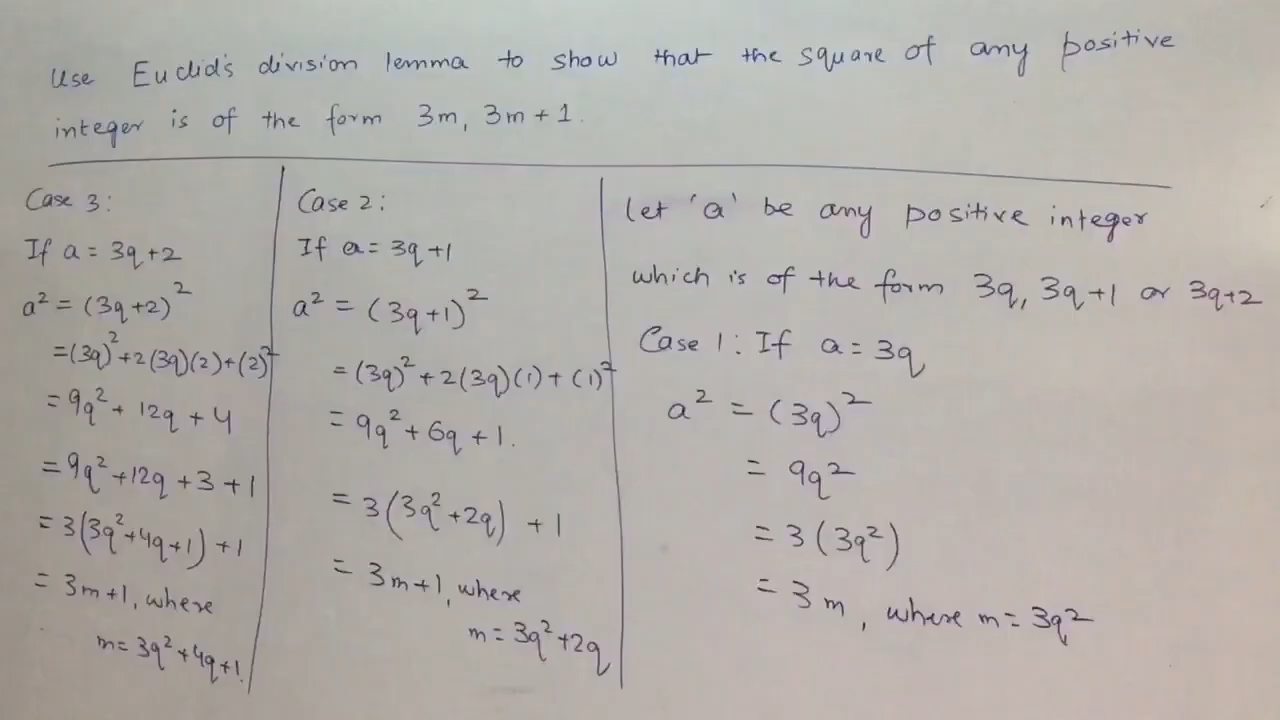 Use Euclid's division lemma to show that the square of any positive
integer is of the form 3m, 3m + 1.
Let 'a' be any positive integer
which is of the form 3q, 3q+1 or 3q+2
Case 1: If a = 3q
a² = (3q)²
= 9q²
= 3(3q²)
= 3m, where m = 3q²
Case 2:
If a = 3q+1
a² = (3q+1)²
= (3q)² + 2(3q)(1) + (1)²
= 9q² + 6q + 1.
= 3(3q² + 2q) + 1
= 3m+1, where
m = 3q² + 2q
Case 3:
If a = 3q+2
a² = (3q+2)²
= (3q)² + 2(3q)(2) + (2)²
= 9q² + 12q + 4
= 9q² + 12q + 3 + 1
= 3(3q² + 4q + 1) + 1
= 3m+1, where
m = 3q² + 4q + 1.